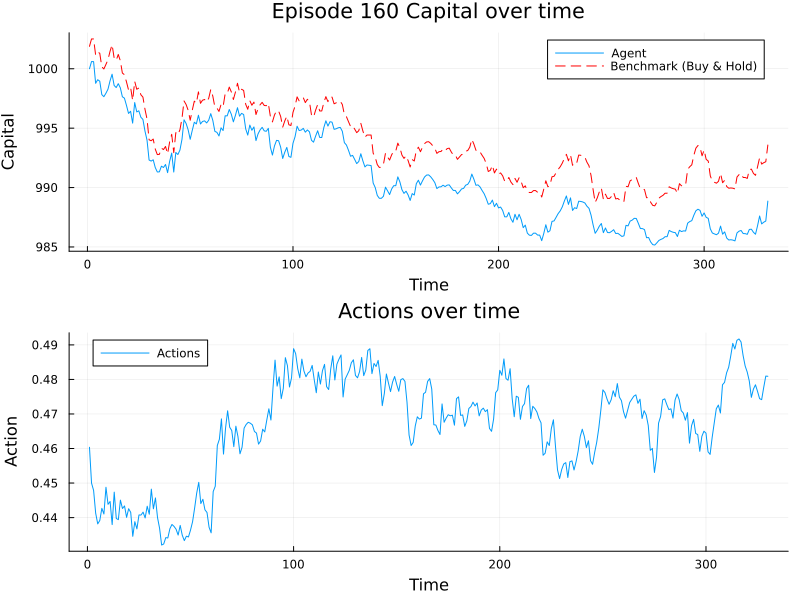 Episode 160 Capital over time
Capital
1000
995
990
985
Agent
Benchmark (Buy & Hold)
0
100
200
300
Time
Actions over time
Action
0.49
0.48
0.47
0.46
0.45
0.44
Actions
0
100
200
300
Time